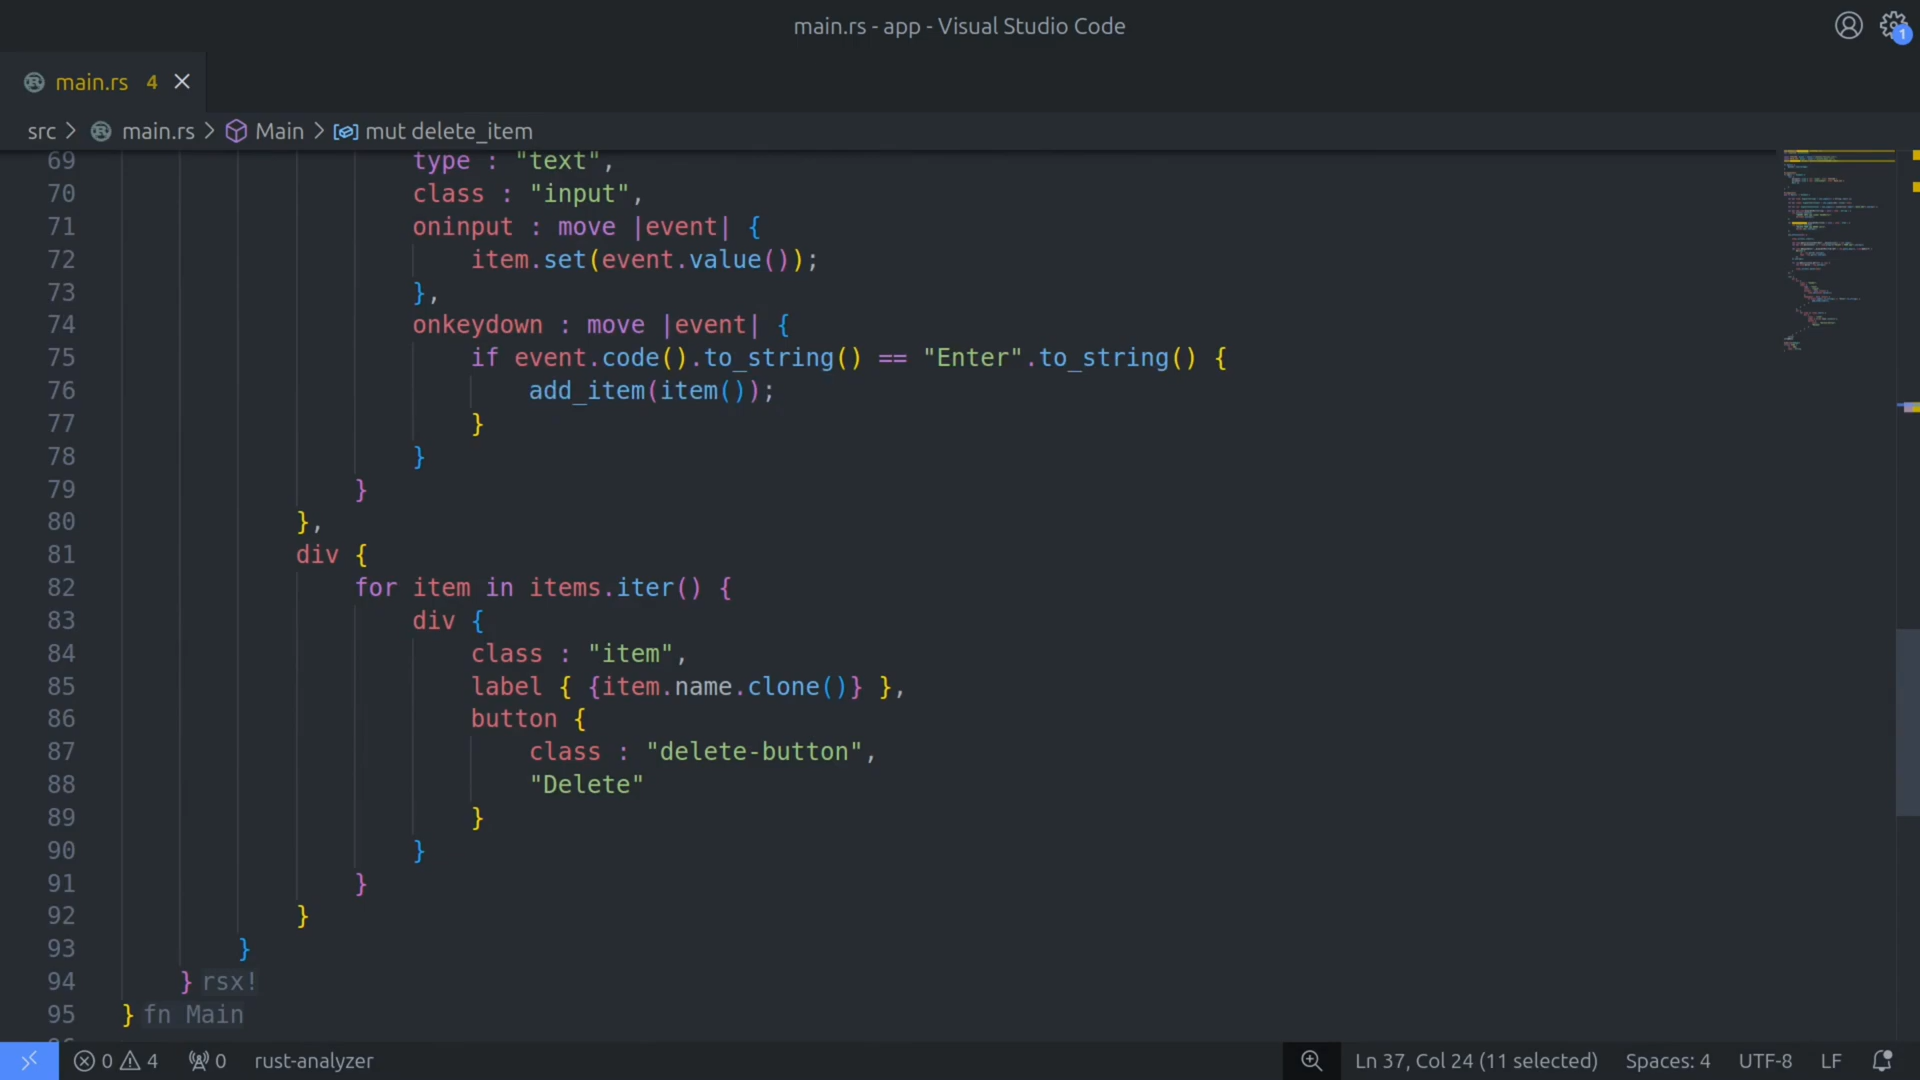 main.rs - app - Visual Studio Code
1
main.rs 4
src > main.rs > Main > mut delete_item
69 type : "text",
70 class : "input",
71 oninput : move |event| {
72 item.set(event.value());
73 },
74 onkeydown : move |event| {
75 if event.code().to_string() == "Enter".to_string() {
76 add_item(item());
77 }
78 }
79 }
80 },
81 div {
82 for item in items.iter() {
83 div {
84 class : "item",
85 label { {item.name.clone()} },
86 button {
87 class : "delete-button",
88 "Delete"
89 }
90 }
91 }
92 }
93 }
94 } rsx!
95 } fn Main
0 4 0 rust-analyzer Ln 37, Col 24 (11 selected) Spaces: 4 UTF-8 LF